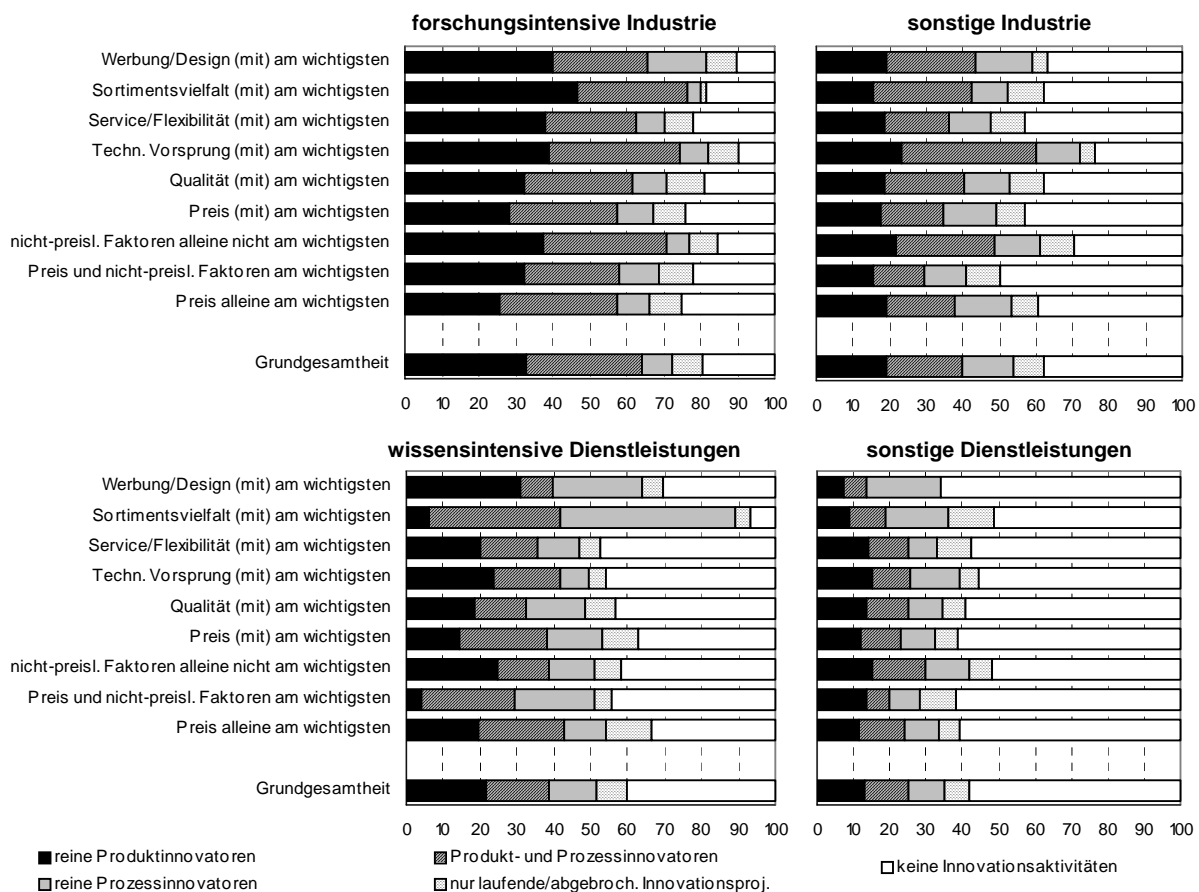 forschungsintensive Industrie
sonstige Industrie
Werbung/Design (mit) am wichtigsten
Sortimentsvielfalt (mit) am wichtigsten
Service/Flexibilität (mit) am wichtigsten
Techn. Vorsprung (mit) am wichtigsten
Qualität (mit) am wichtigsten
Preis (mit) am wichtigsten
nicht-preisl. Faktoren alleine nicht am wichtigsten
Preis und nicht-preisl. Faktoren am wichtigsten
Preis alleine am wichtigsten
Grundgesamtheit
0 10 20 30 40 50 60 70 80 90 100
0 10 20 30 40 50 60 70 80 90 100
wissensintensive Dienstleistungen
sonstige Dienstleistungen
Werbung/Design (mit) am wichtigsten
Sortimentsvielfalt (mit) am wichtigsten
Service/Flexibilität (mit) am wichtigsten
Techn. Vorsprung (mit) am wichtigsten
Qualität (mit) am wichtigsten
Preis (mit) am wichtigsten
nicht-preisl. Faktoren alleine nicht am wichtigsten
Preis und nicht-preisl. Faktoren am wichtigsten
Preis alleine am wichtigsten
Grundgesamtheit
0 10 20 30 40 50 60 70 80 90 100
0 10 20 30 40 50 60 70 80 90 100
reine Produktinnovatoren
Produkt- und Prozessinnovatoren
keine Innovationsaktivitäten
reine Prozessinnovatoren
nur laufende/abgebroch. Innovationsproj.